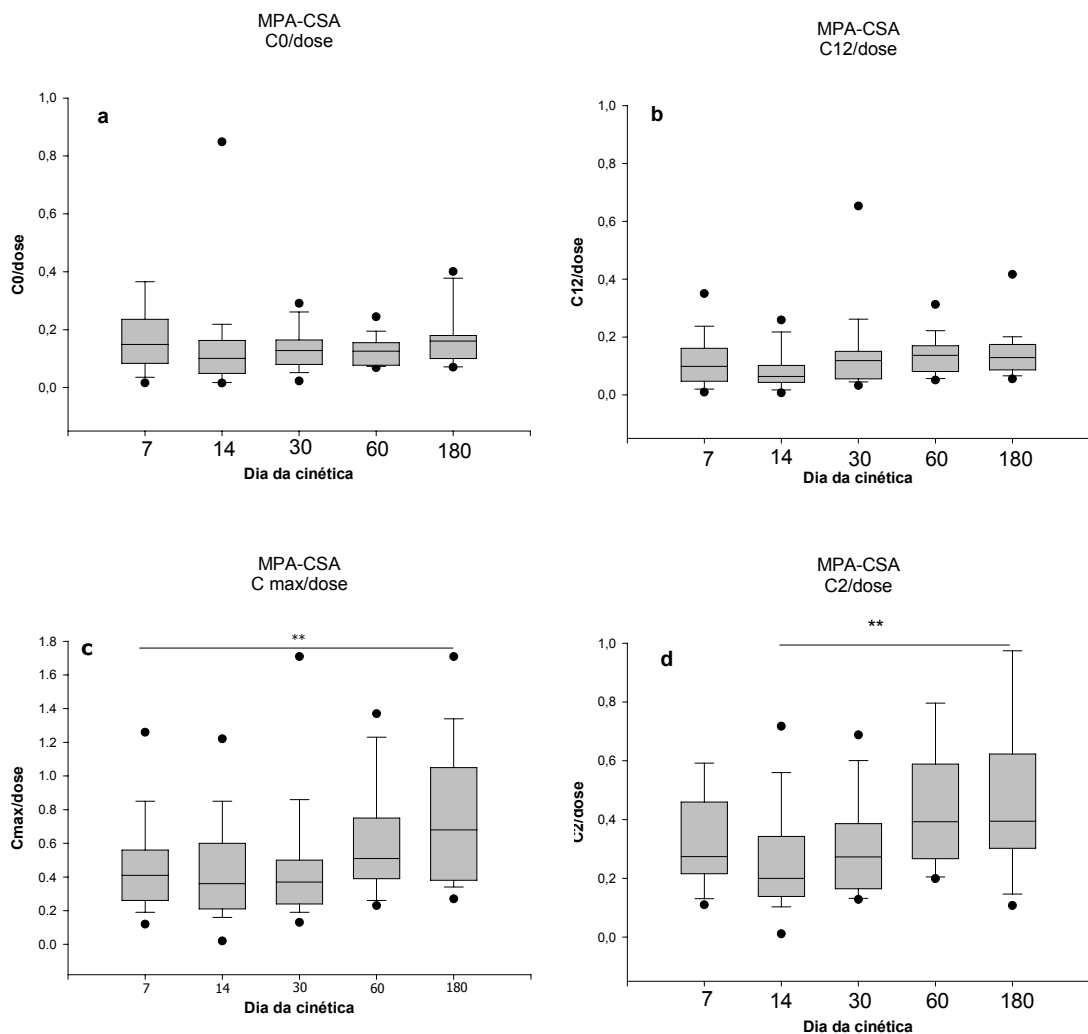 MPA-CSA
C0/dose
a
1,0
0,8
0,6
0,4
0,2
0,0
C0/dose
7 14 30 60 180
Dia da cinética
MPA-CSA
C12/dose
b
1,0
0,8
0,6
0,4
0,2
0,0
C12/dose
7 14 30 60 180
Dia da cinética
MPA-CSA
C max/dose
c
**
1.8
1.6
1.4
1.2
1.0
0.8
0.6
0.4
0.2
0.0
Cmax/dose
7 14 30 60 180
Dia da cinética
MPA-CSA
C2/dose
d
**
1,0
0,8
0,6
0,4
0,2
0,0
C2/dose
7 14 30 60 180
Dia da cinética